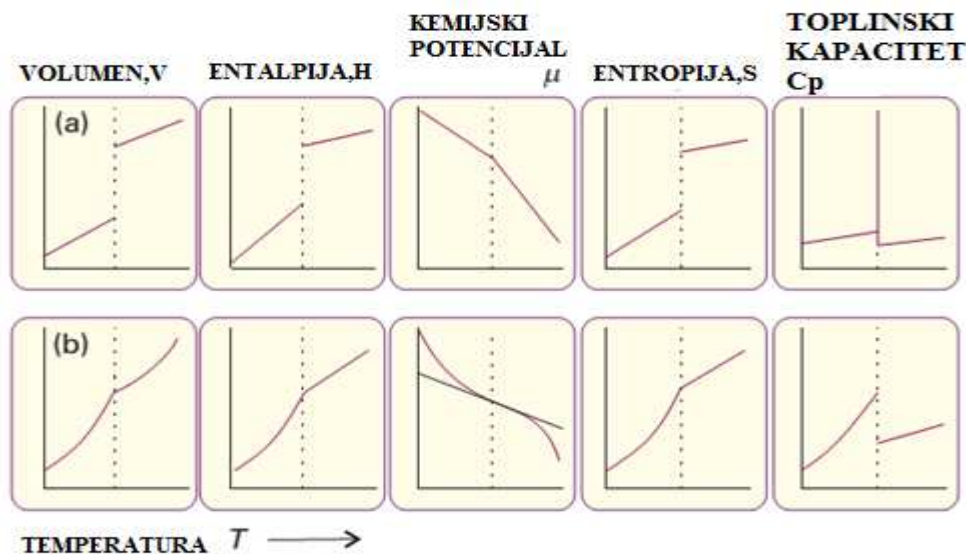 VOLUMEN,V
ENTALPIJA,H
KEMIJSKI
POTENCIJAL
μ
ENTROPIJA,S
TOPLINSKI
KAPACITET
Cp
(a)
(b)
TEMPERATURA T